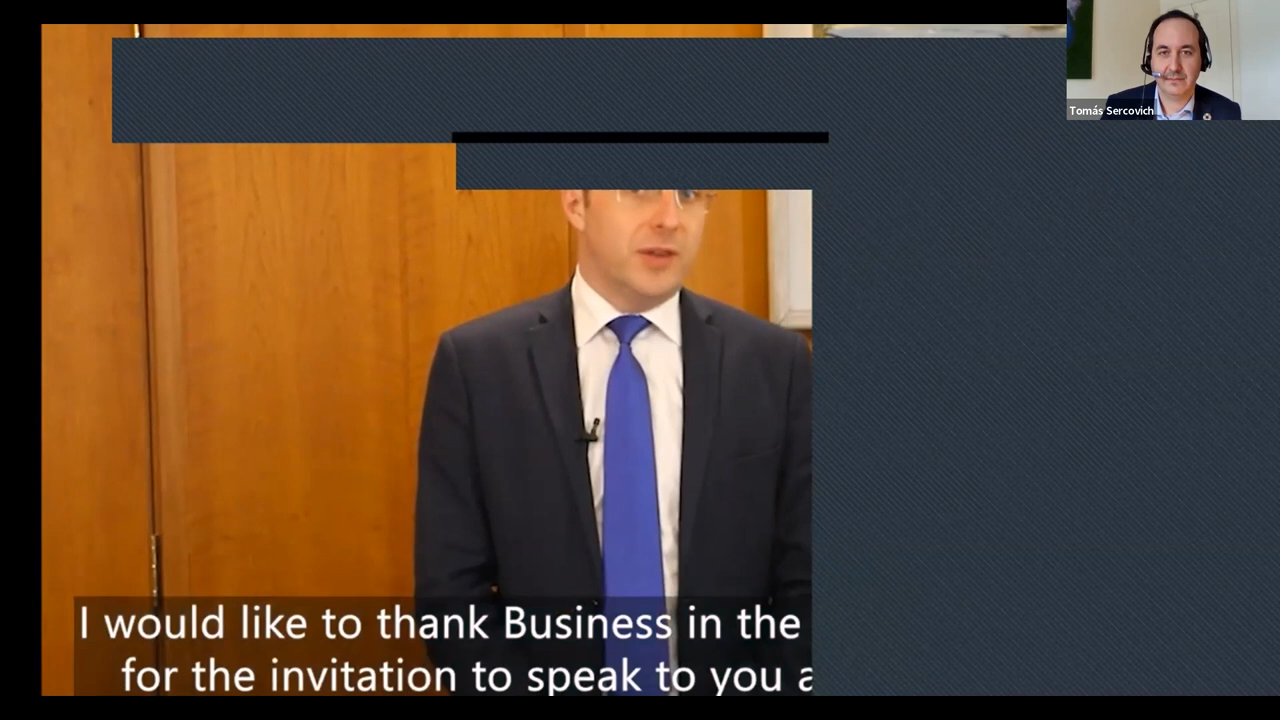 Tomás Sercovich
I would like to thank Business in the
for the invitation to speak to you a